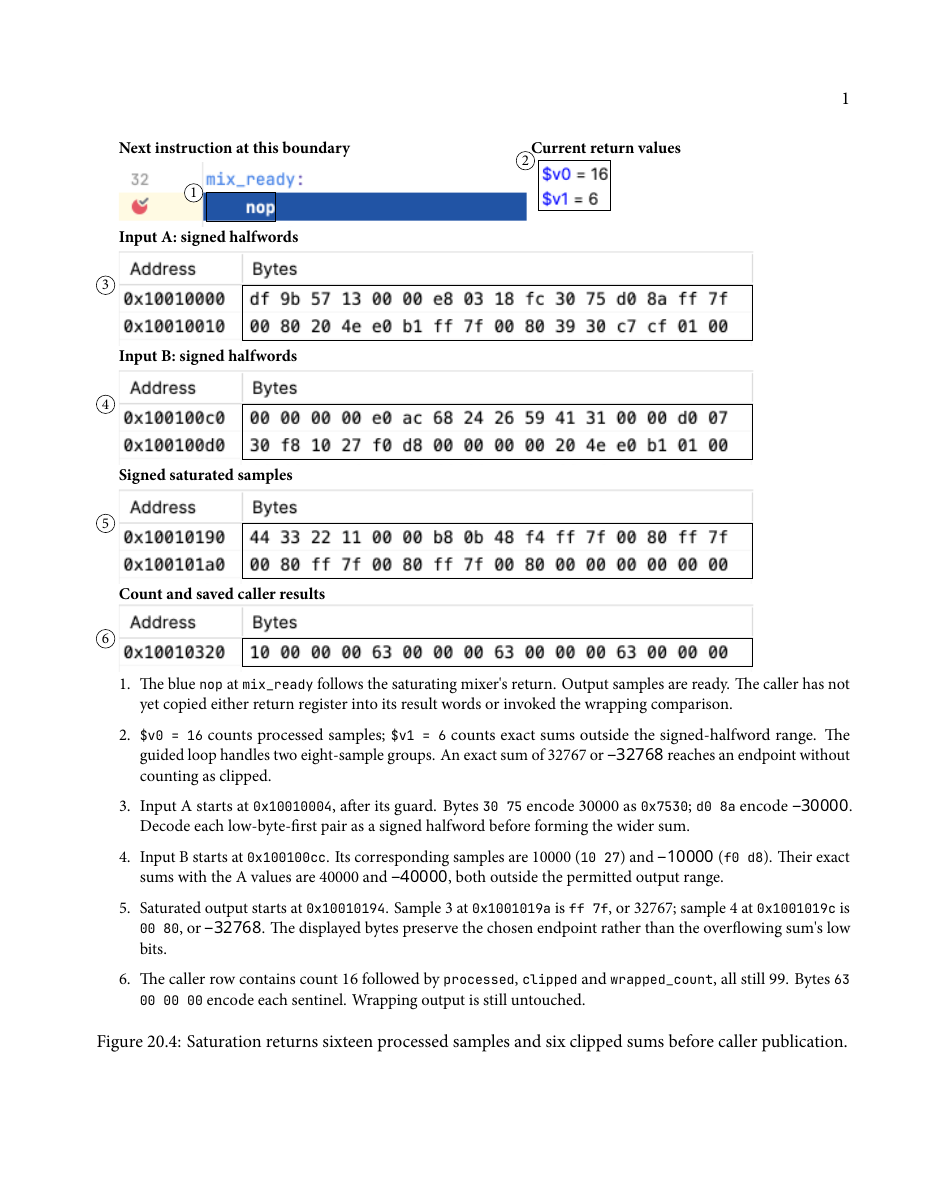 1
Next instruction at this boundary
Current return values
2
32 mix_ready:
$v0 = 16
1
nop
$v1 = 6
Input A: signed halfwords
Address Bytes
3
0x10010000 df 9b 57 13 00 00 e8 03 18 fc 30 75 d0 8a ff 7f
0x10010010 00 80 20 4e e0 b1 ff 7f 00 80 39 30 c7 cf 01 00
Input B: signed halfwords
Address Bytes
4
0x100100c0 00 00 00 00 e0 ac 68 24 26 59 41 31 00 00 d0 07
0x100100d0 30 f8 10 27 f0 d8 00 00 00 00 20 4e e0 b1 01 00
Signed saturated samples
Address Bytes
5
0x10010190 44 33 22 11 00 00 b8 0b 48 f4 ff 7f 00 80 ff 7f
0x100101a0 00 80 ff 7f 00 80 ff 7f 00 80 00 00 00 00 00 00
Count and saved caller results
Address Bytes
6
0x10010320 10 00 00 00 63 00 00 00 63 00 00 00 63 00 00 00
1. The blue nop at mix_ready follows the saturating mixer's return. Output samples are ready. The caller has not
yet copied either return register into its result words or invoked the wrapping comparison.
2. $v0 = 16 counts processed samples; $v1 = 6 counts exact sums outside the signed-halfword range. The
guided loop handles two eight-sample groups. An exact sum of 32767 or −32768 reaches an endpoint without
counting as clipped.
3. Input A starts at 0x10010004, after its guard. Bytes 30 75 encode 30000 as 0x7530; d0 8a encode −30000.
Decode each low-byte-first pair as a signed halfword before forming the wider sum.
4. Input B starts at 0x100100cc. Its corresponding samples are 10000 (10 27) and −10000 (f0 d8). Their exact
sums with the A values are 40000 and −40000, both outside the permitted output range.
5. Saturated output starts at 0x10010194. Sample 3 at 0x1001019a is ff 7f, or 32767; sample 4 at 0x1001019c is
00 80, or −32768. The displayed bytes preserve the chosen endpoint rather than the overflowing sum's low
bits.
6. The caller row contains count 16 followed by processed, clipped and wrapped_count, all still 99. Bytes 63
00 00 00 encode each sentinel. Wrapping output is still untouched.
Figure 20.4: Saturation returns sixteen processed samples and six clipped sums before caller publication.